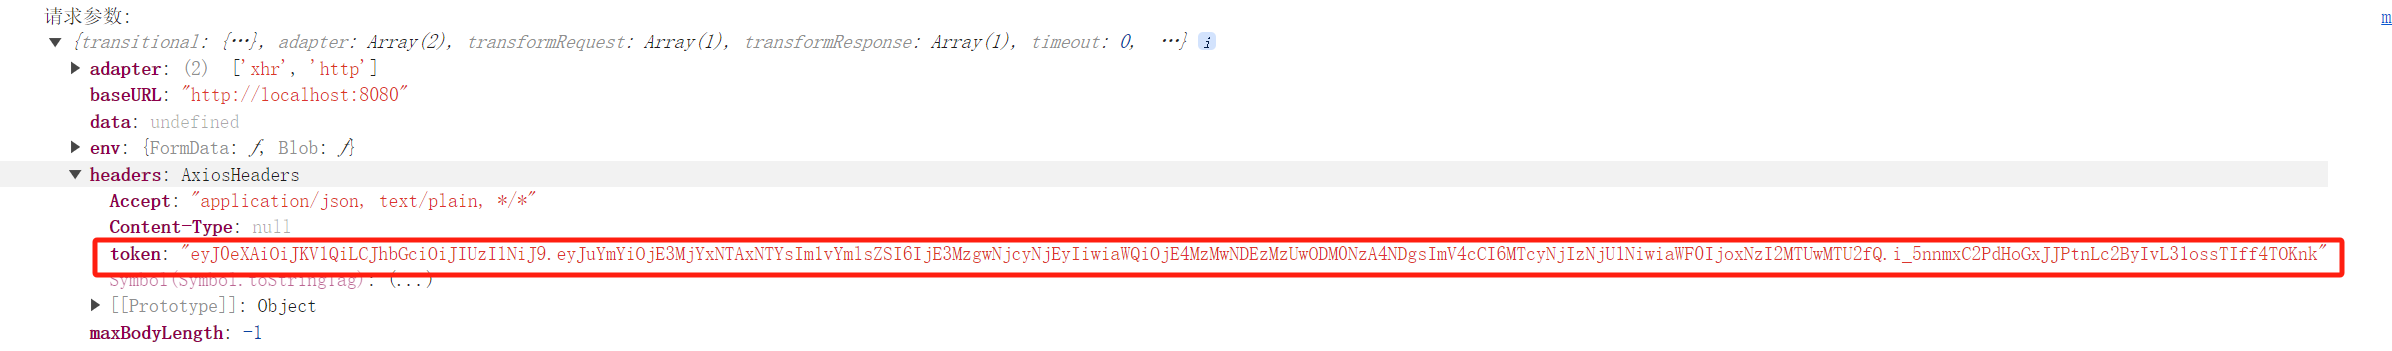 请求参数: m
▼ {transitional: {…}, adapter: Array(2), transformRequest: Array(1), transformResponse: Array(1), timeout: 0, …} i
▶ adapter: (2) ['xhr', 'http']
baseURL: "http://localhost:8080"
data: undefined
▶ env: {FormData: ƒ, Blob: ƒ}
▼ headers: AxiosHeaders
Accept: "application/json, text/plain, */*"
Content-Type: null
token: "eyJ0eXAiOiJKV1QiLCJhbGciOiJIUzI1NiJ9.eyJuYmYiOjE3MjYxNTAxNTYsIm1vYmlsZSI6IjE3MzgwNjcyNjEyIiwiaWQiOjE4MzMwNDEzMzUwODM0NzA4NDgsImV4cCI6MTcyNjIzNjU1NiwiaWF0IjoxNzI2MTUwMTU2fQ.i_5nnmxC2PdHoGxJJPtnLc2ByIvL31ossTIff4TOKnk"
Symbol(Symbol.toStringTag): (...)
▶ [[Prototype]]: Object
maxBodyLength: -1